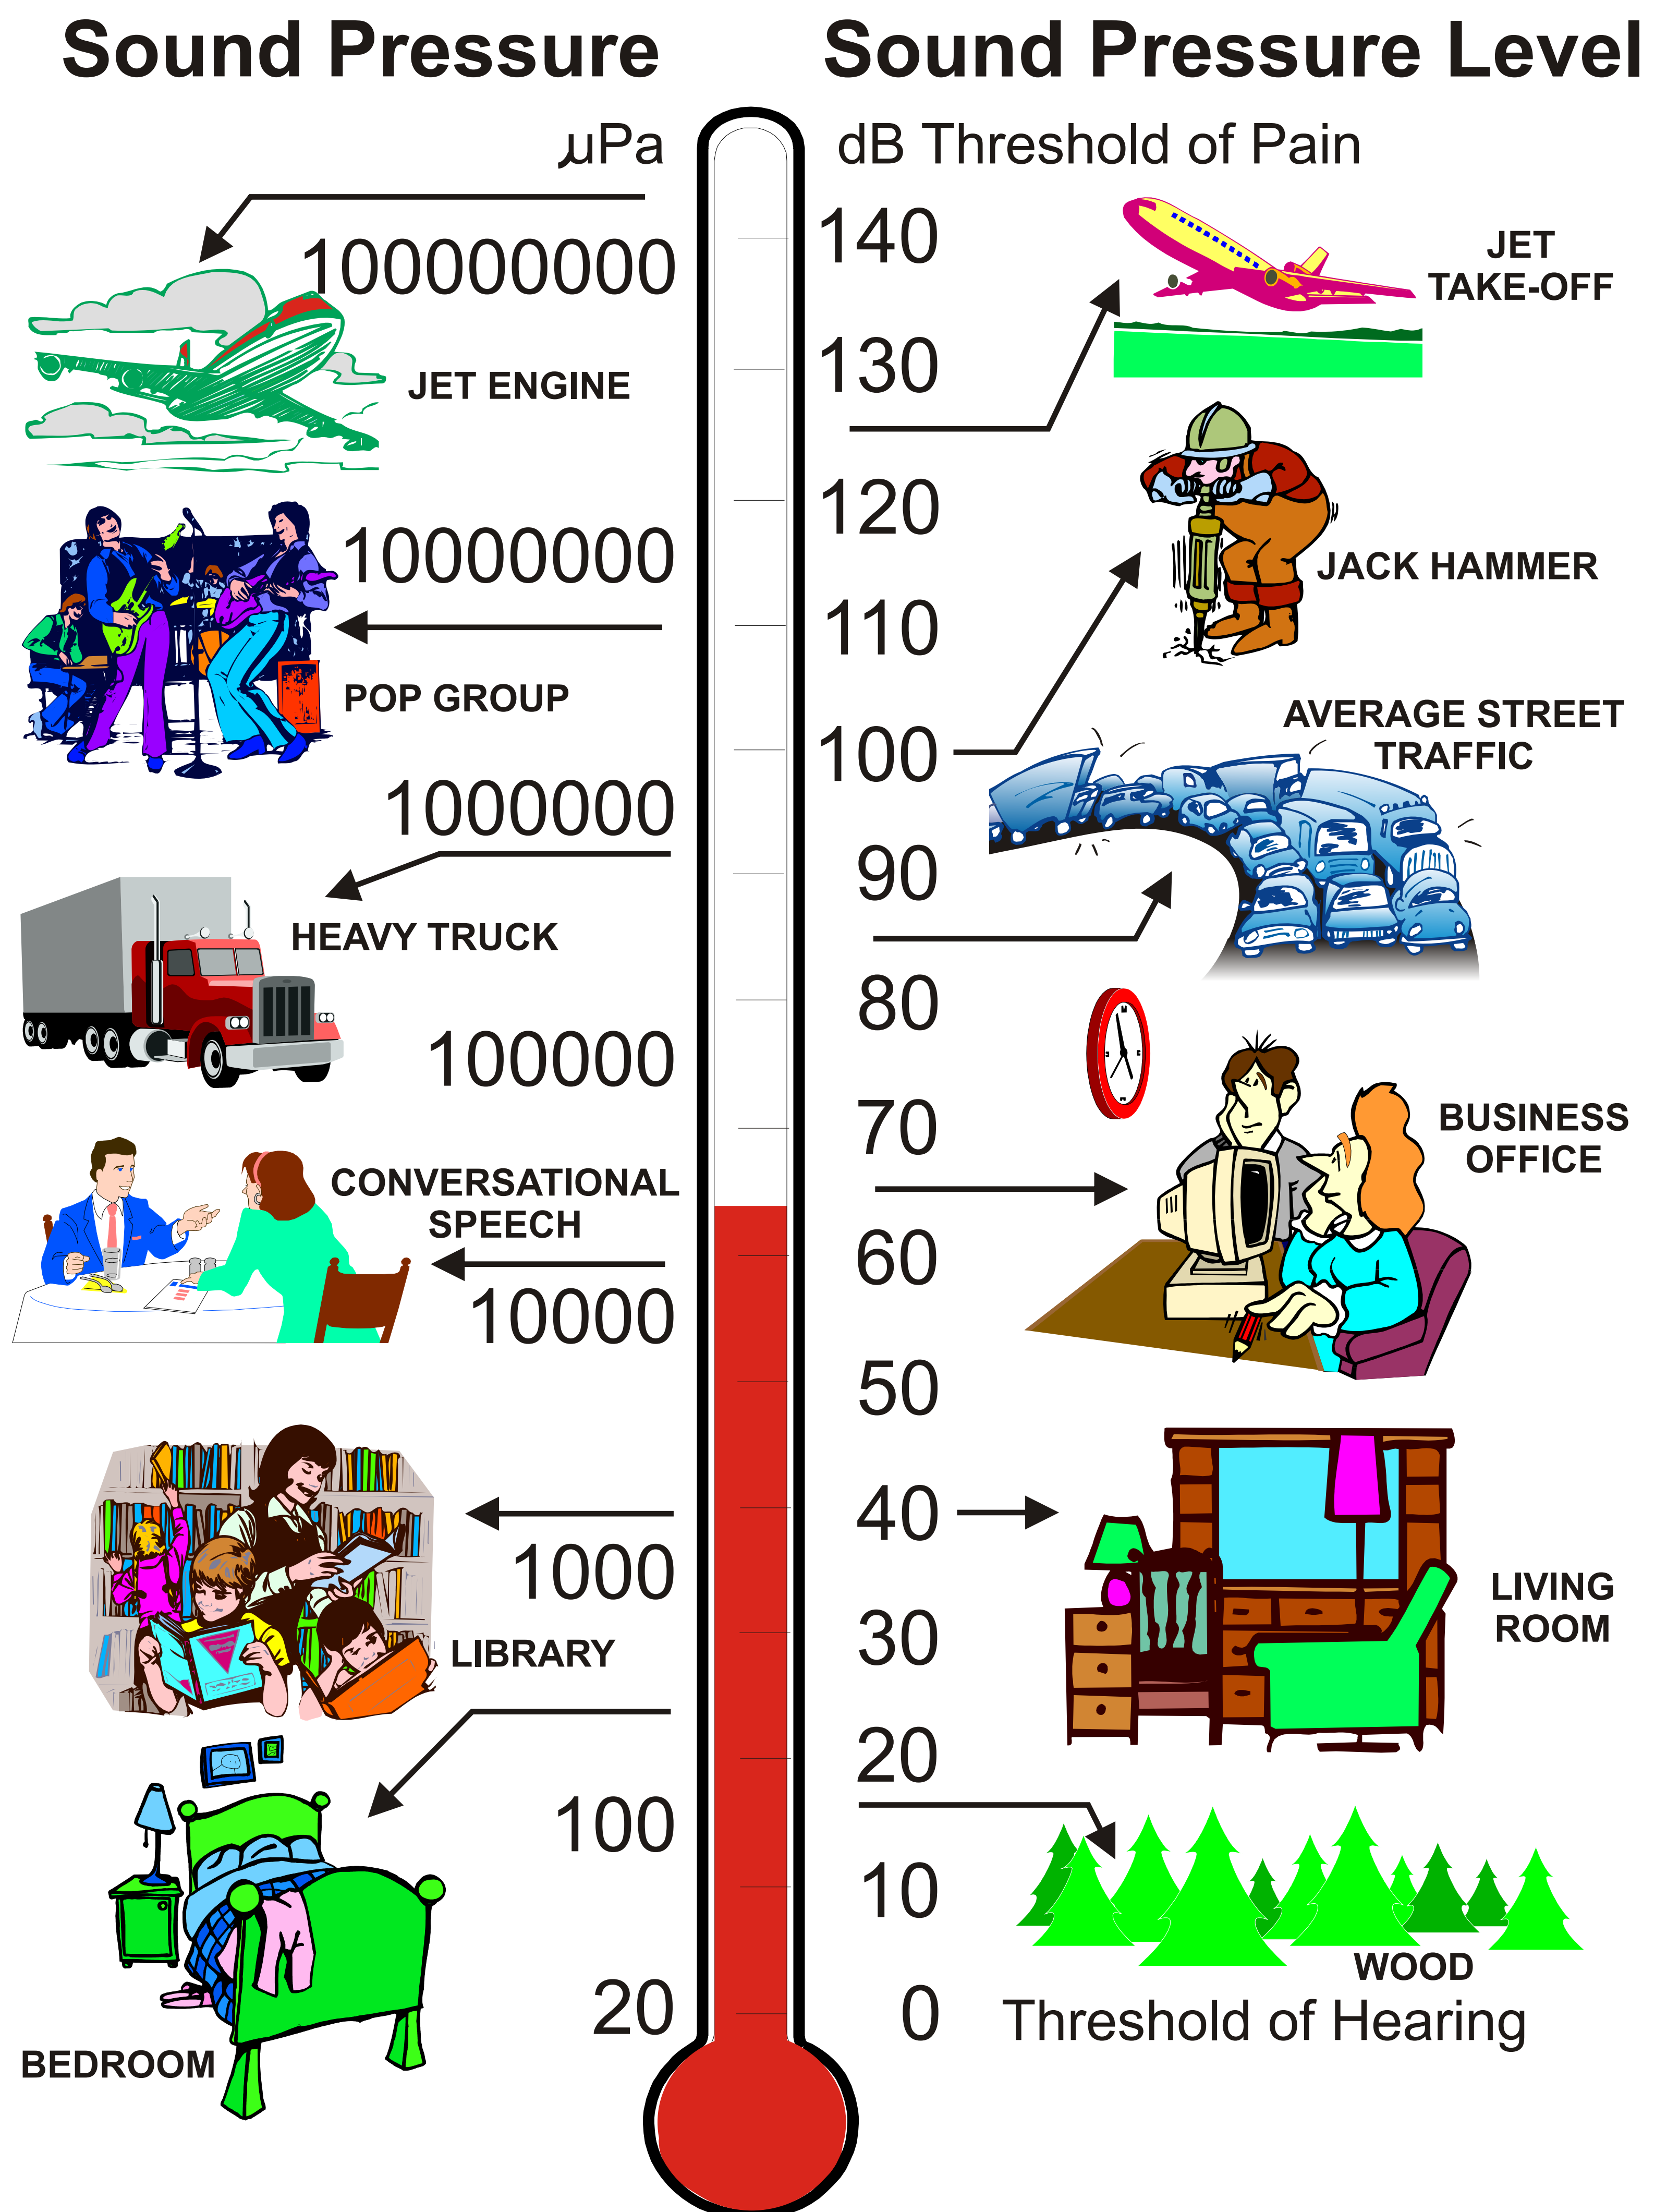 Sound Pressure
Sound Pressure Level
µPa
dB Threshold of Pain
100000000
JET ENGINE
10000000
POP GROUP
1000000
HEAVY TRUCK
100000
CONVERSATIONAL
SPEECH
10000
1000
LIBRARY
100
20
BEDROOM
140
JET
TAKE-OFF
130
120
JACK HAMMER
110
AVERAGE STREET
TRAFFIC
100
90
80
70
BUSINESS
OFFICE
60
50
40
LIVING
ROOM
30
20
10
WOOD
0
Threshold of Hearing